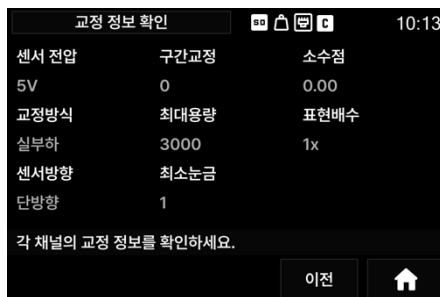 교정 정보 확인 SD C 10:13
센서 전압 구간교정 소수점
5V 0 0.00
교정방식 최대용량 표현배수
실부하 3000 1x
센서방향 최소눈금
단방향 1
각 채널의 교정 정보를 확인하세요.
이전